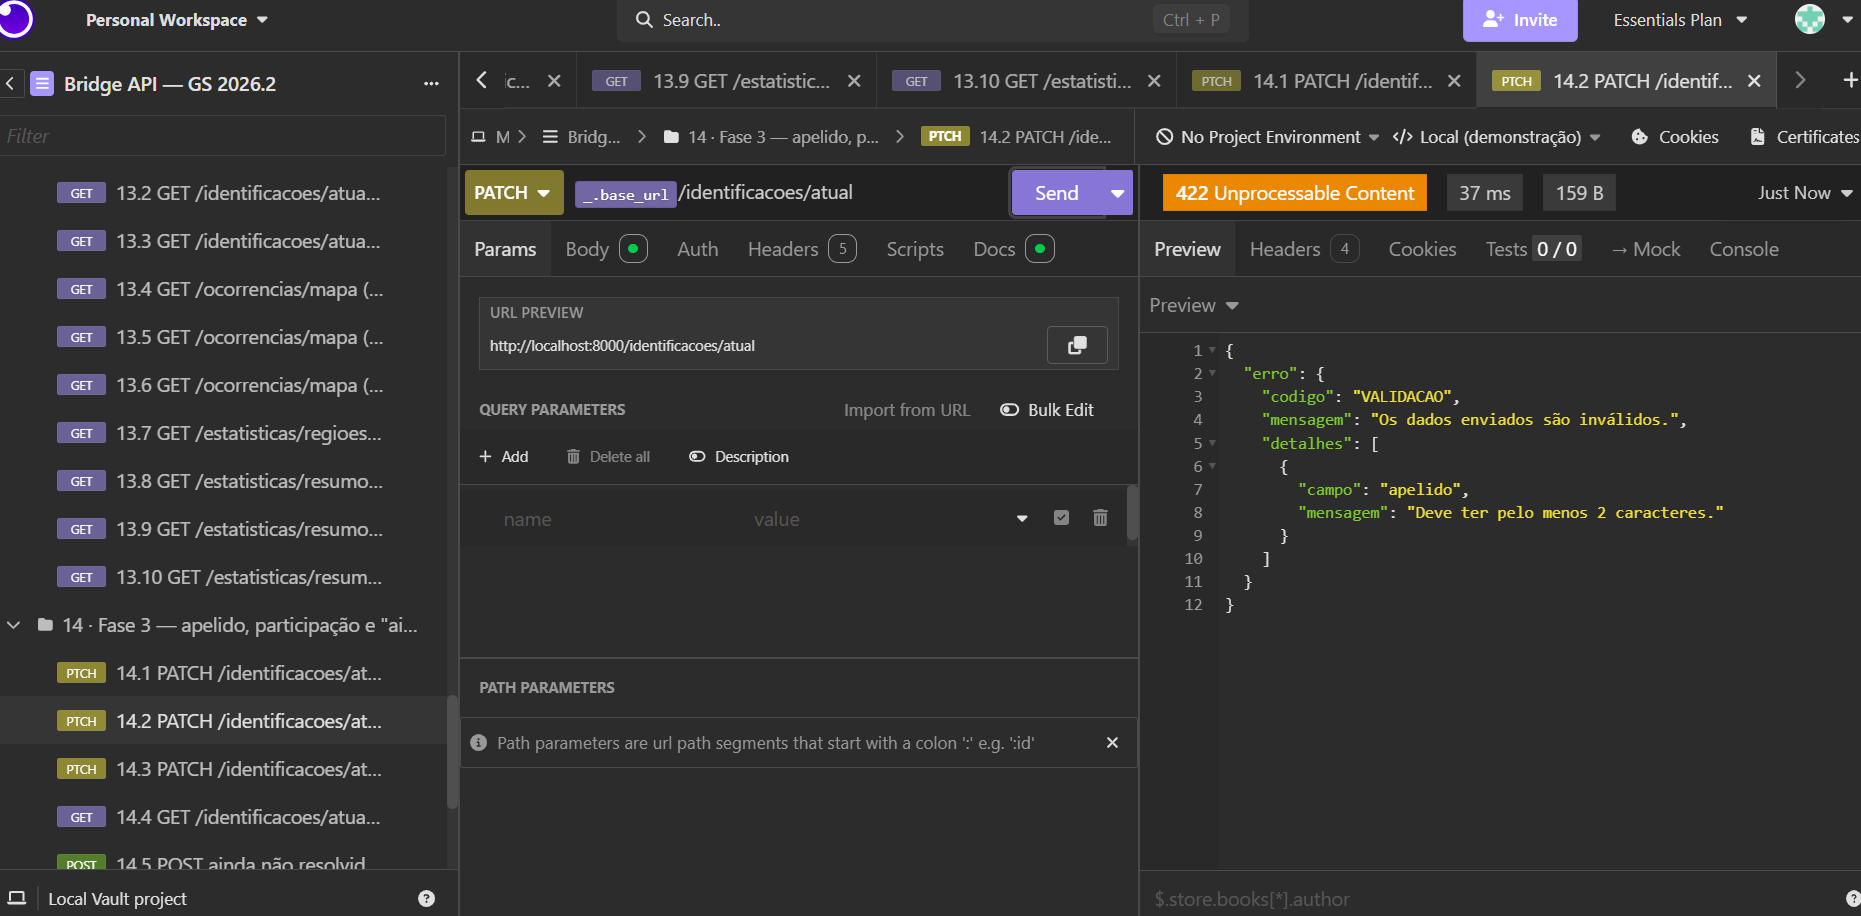 Personal Workspace
Search..
Ctrl + P
Invite
Essentials Plan
Bridge API — GS 2026.2
...
Filter
GET 13.2 GET /identificacoes/atua...
GET 13.3 GET /identificacoes/atua...
GET 13.4 GET /ocorrencias/mapa (...
GET 13.5 GET /ocorrencias/mapa (...
GET 13.6 GET /ocorrencias/mapa (...
GET 13.7 GET /estatisticas/regioes...
GET 13.8 GET /estatisticas/resumo...
GET 13.9 GET /estatisticas/resumo...
GET 13.10 GET /estatisticas/resum...
14 · Fase 3 — apelido, participação e "ai...
PTCH 14.1 PATCH /identificacoes/at...
PTCH 14.2 PATCH /identificacoes/at...
PTCH 14.3 PATCH /identificacoes/at...
GET 14.4 GET /identificacoes/atua...
POST 14.5 POST ainda não resolvid
Local Vault project
?
c...
GET 13.9 GET /estatistic...
GET 13.10 GET /estatisti...
PTCH 14.1 PATCH /identif...
PTCH 14.2 PATCH /identif...
M > Bridg... > 14 · Fase 3 — apelido, p... > PTCH 14.2 PATCH /ide...
No Project Environment
</> Local (demonstração)
Cookies
Certificates
PATCH _.base_url /identificacoes/atual
Send
Params Body Auth Headers 5 Scripts Docs
URL PREVIEW
http://localhost:8000/identificacoes/atual
QUERY PARAMETERS
Import from URL
Bulk Edit
+ Add
Delete all
Description
name value
PATH PARAMETERS
Path parameters are url path segments that start with a colon ':' e.g. ':id'
422 Unprocessable Content
37 ms
159 B
Just Now
Preview Headers 4 Cookies Tests 0 / 0 → Mock Console
Preview
1 {
2 "erro": {
3 "codigo": "VALIDACAO",
4 "mensagem": "Os dados enviados são inválidos.",
5 "detalhes": [
6 {
7 "campo": "apelido",
8 "mensagem": "Deve ter pelo menos 2 caracteres."
9 }
10 ]
11 }
12 }
$.store.books[*].author
?